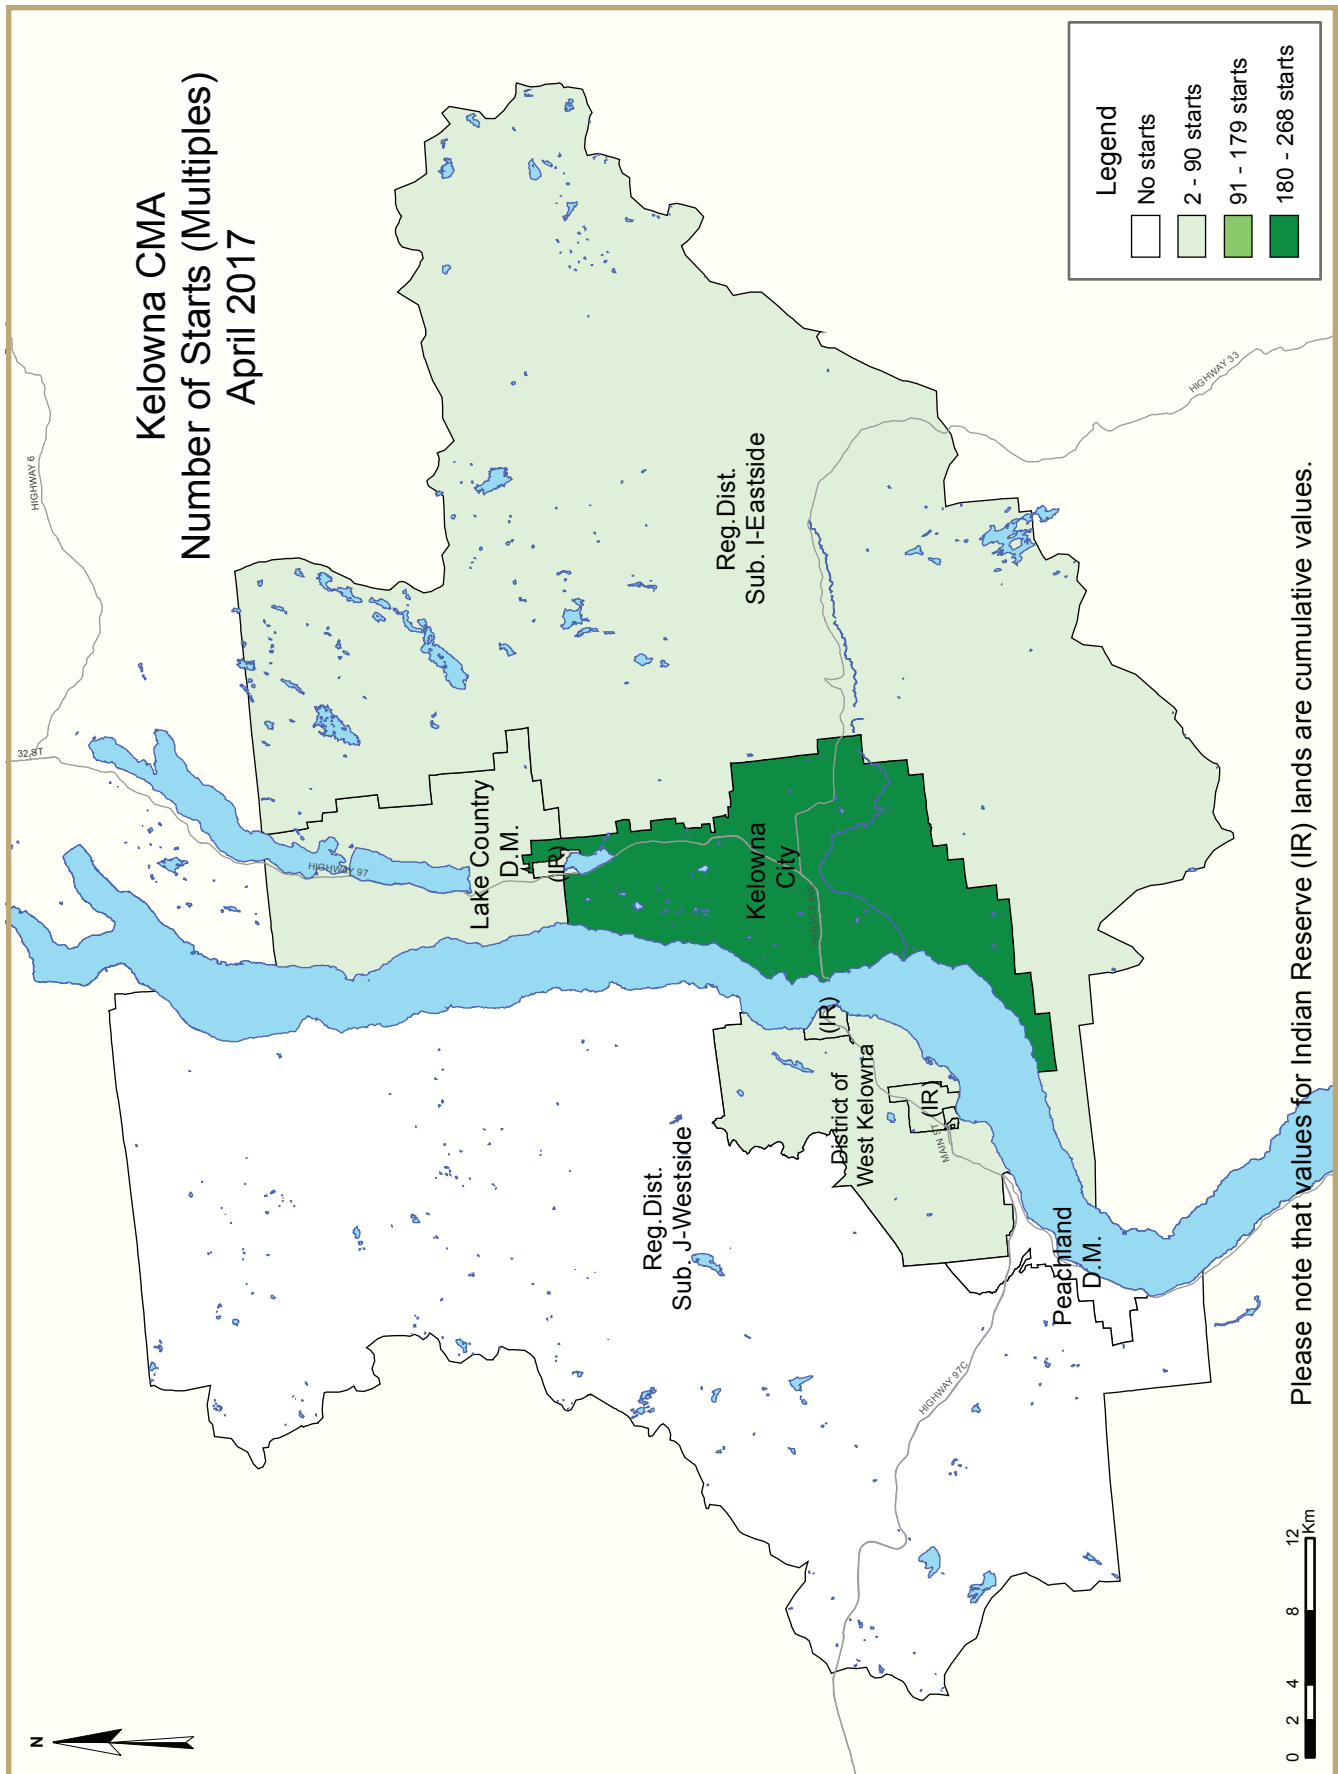 Kelowna CMA
Number of Starts (Multiples)
April 2017
N
HIGHWAY 6
32 ST
HIGHWAY 97
Lake Country
D.M.
(IR)
Reg.Dist.
Sub. I-Eastside
Kelowna
City
HIGHWAY 33
Reg.Dist.
Sub. J-Westside
(IR)
District of
West Kelowna
(IR)
MAIN ST
Peachland
D.M.
HIGHWAY 97C
Legend
No starts
2 - 90 starts
91 - 179 starts
180 - 268 starts
0 2 4 8 12
Km
Please note that values for Indian Reserve (IR) lands are cumulative values.